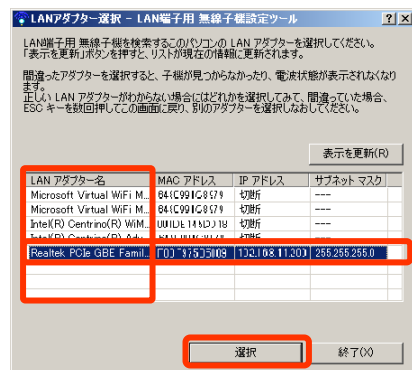 LANアダプター選択 - LAN端子用 無線子機設定ツール
LAN端子用 無線子機を検索するこのパソコンの LAN アダプターを選択してください。
「表示を更新」ボタンを押すと、リストが現在の情報に更新されます。
間違ったアダプターを選択すると、子機が見つからなかったり、電波状態が表示されなくなり
ます。
正しい LAN アダプターがわからない場合にはどれかを選択してみて、間違っていた場合、
ESC キーを数回押してこの画面に戻り、別のアダプターを選択しなおしてください。
表示を更新(R)
LAN アダプター名 MAC アドレス IP アドレス サブネット マスク
Microsoft Virtual WiFi M... 切断 ---
Microsoft Virtual WiFi M... 切断 ---
Intel(R) Centrino(R) WiM... 切断 ---
Intel(R) Centrino(R) Adv... 切断 ---
Realtek PCIe GBE Famil... 255.255.255.0
選択 終了(X)